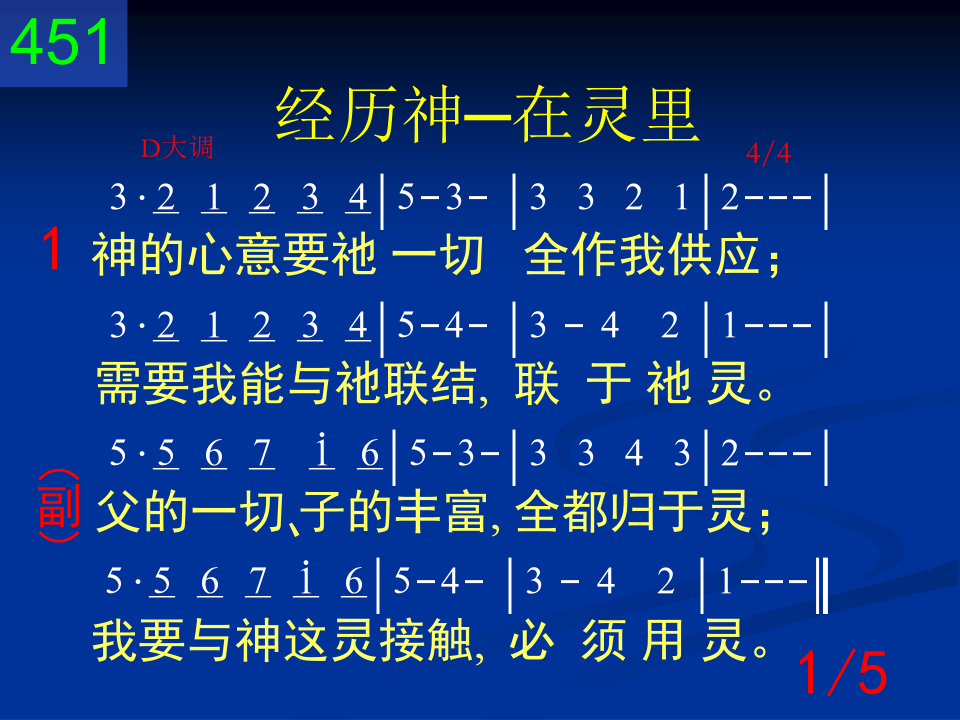 451
经历神—在灵里
D大调 4/4
3·2 1 2 3 4|5-3-|3 3 2 1|2---|
1 神的心意要祂 一切 全作我供应；
3·2 1 2 3 4|5-4-|3 - 4 2|1---|
需要我能与祂联结, 联 于 祂 灵。
5·5 6 7 i 6|5-3-|3 3 4 3|2---|
（副） 父的一切、子的丰富, 全都归于灵；
5·5 6 7 i 6|5-4-|3 - 4 2|1---‖
我要与神这灵接触, 必 须 用 灵。
1/5